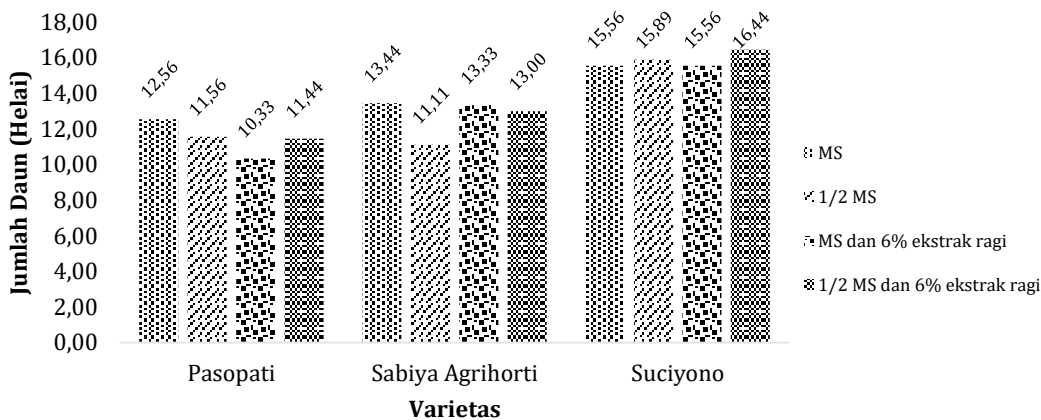 Jumlah Daun (Helai)
18,00
16,00
14,00
12,00
10,00
8,00
6,00
4,00
2,00
0,00
12,56
11,56
10,33
11,44
13,44
11,11
13,33
13,00
15,56
15,89
15,56
16,44
Pasopati
Sabiya Agrihorti
Suciyono
Varietas
MS
1/2 MS
MS dan 6% ekstrak ragi
1/2 MS dan 6% ekstrak ragi